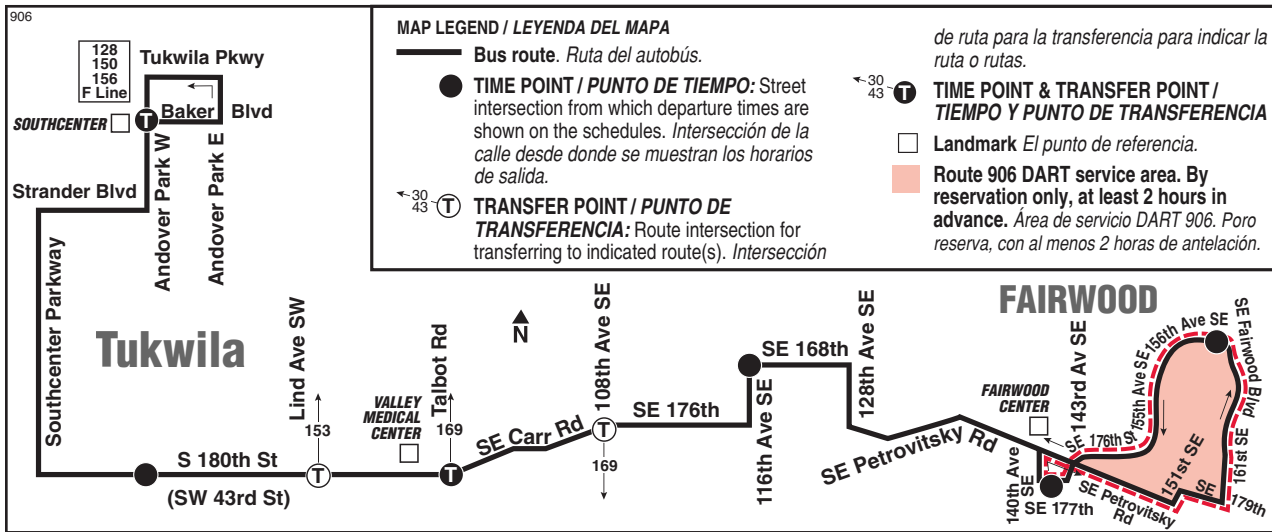 906
128
150
156
F Line
Tukwila Pkwy
Baker Blvd
SOUTHCENTER
T
Strander Blvd
Andover Park W
Andover Park E
Southcenter Parkway
Tukwila
MAP LEGEND / LEYENDA DEL MAPA
Bus route. Ruta del autobús.
TIME POINT / PUNTO DE TIEMPO: Street
intersection from which departure times are
shown on the schedules. Intersección de la
calle desde donde se muestran los horarios
de salida.
30
43 T
TRANSFER POINT / PUNTO DE
TRANSFERENCIA: Route intersection for
transferring to indicated route(s). Intersección
de ruta para la transferencia para indicar la
ruta o rutas.
30
43 T
TIME POINT & TRANSFER POINT /
TIEMPO Y PUNTO DE TRANSFERENCIA
Landmark El punto de referencia.
Route 906 DART service area. By
reservation only, at least 2 hours in
advance. Área de servicio DART 906. Poro
reserva, con al menos 2 horas de antelación.
S 180th St
(SW 43rd St)
Lind Ave SW
153
T
VALLEY
MEDICAL
CENTER
Talbot Rd
169
T
SE Carr Rd
N
108th Ave SE
T
169
SE 176th
116th Ave SE
SE 168th
128th Ave SE
SE Petrovitsky Rd
FAIRWOOD
FAIRWOOD
CENTER
143rd Av SE
140th Ave
SE
SE 177th
SE 176th St
155th Ave SE
156th Ave SE
SE Fairwood Blvd
161st SE
151st SE
SE
179th
SE Petrovitsky
Rd